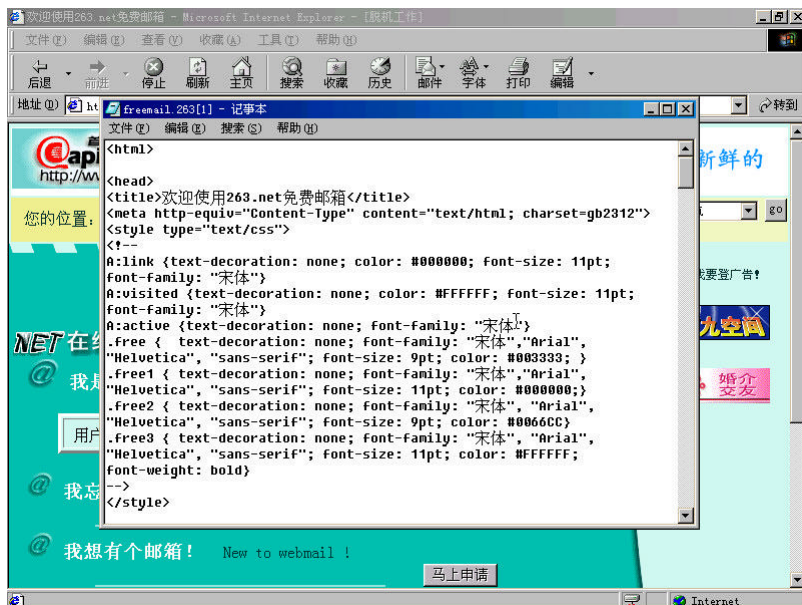 欢迎使用263.net免费邮箱 - Microsoft Internet Explorer - [脱机工作]
文件(F) 编辑(E) 查看(V) 收藏(A) 工具(T) 帮助(H)
后退 前进 停止 刷新 主页 搜索 收藏 历史 邮件 字体 打印 编辑
地址(D) ht 转到
freemail.263[1] - 记事本
文件(F) 编辑(E) 搜索(S) 帮助(H)
<html>
<head>
<title>欢迎使用263.net免费邮箱</title>
<meta http-equiv="Content-Type" content="text/html; charset=gb2312">
<style type="text/css">
<!--
A:link {text-decoration: none; color: #000000; font-size: 11pt;
font-family: "宋体"}
A:visited {text-decoration: none; color: #FFFFFF; font-size: 11pt;
font-family: "宋体"}
A:active {text-decoration: none; font-family: "宋体"}
.free {  text-decoration: none; font-family: "宋体","Arial",
"Helvetica", "sans-serif"; font-size: 9pt; color: #003333; }
.free1 { text-decoration: none; font-family: "宋体","Arial",
"Helvetica", "sans-serif"; font-size: 11pt; color: #000000;}
.free2 { text-decoration: none; font-family: "宋体", "Arial",
"Helvetica", "sans-serif"; font-size: 9pt; color: #0066CC}
.free3 { text-decoration: none; font-family: "宋体", "Arial",
"Helvetica", "sans-serif"; font-size: 11pt; color: #FFFFFF;
font-weight: bold}
-->
</style>
@api
http://w
新鲜的
您的位置:
go
我要登广告!
NET 在线
九空间
@ 我是
婚介
交友
用户
@ 我忘
@ 我想有个邮箱! New to webmail !
马上申请
Internet